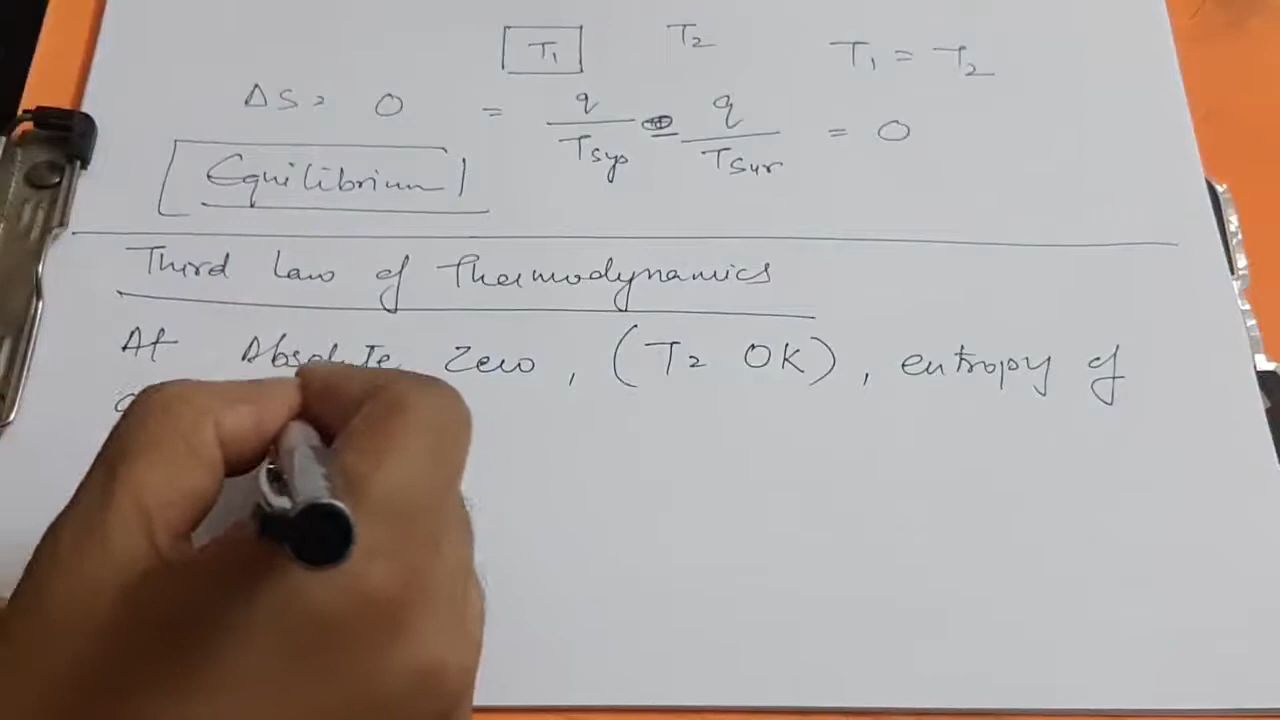 T₁ T₂ T₁ = T₂
ΔS = 0 = q/Tsys - q/Tsur = 0
Equilibrium
Third Law of Thermodynamics
At Absolute Zero, (T = 0K), entropy of